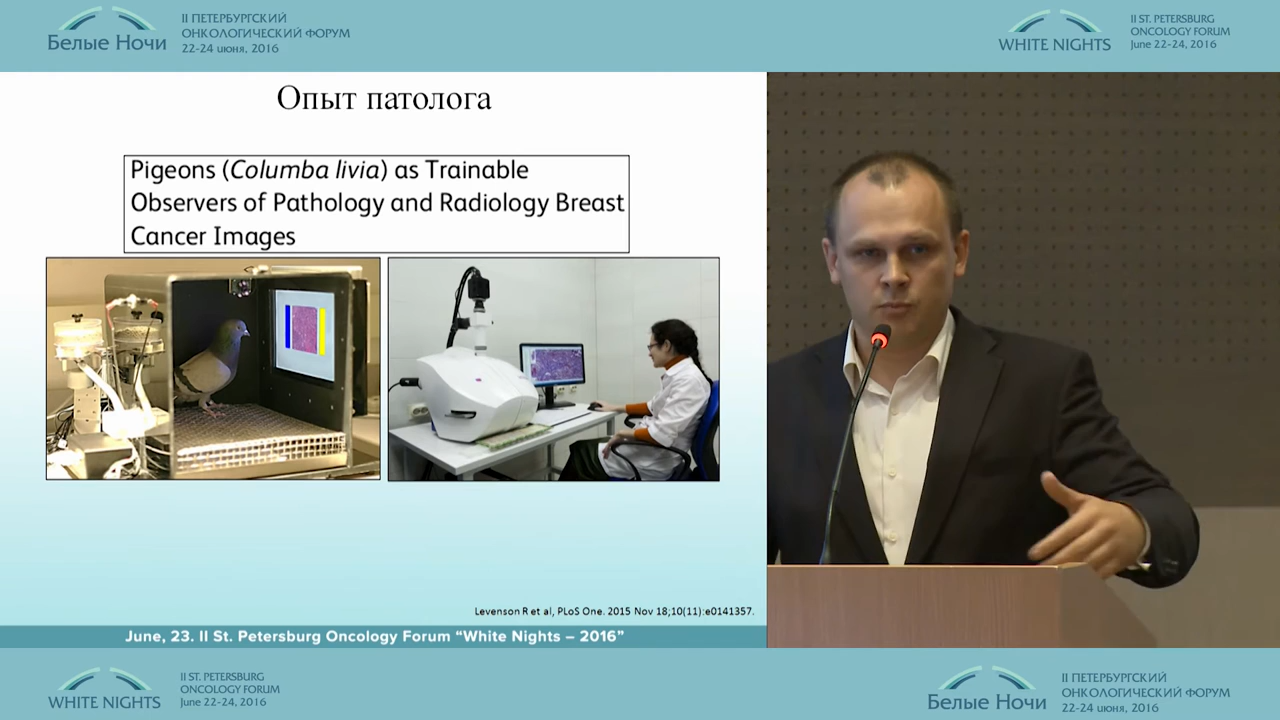 II ПЕТЕРБУРГСКИЙ
ОНКОЛОГИЧЕСКИЙ ФОРУМ
Белые Ночи
22-24 июня, 2016
II ST. PETERSBURG
ONCOLOGY FORUM
WHITE NIGHTS
June 22-24, 2016
Опыт патолога
Pigeons (Columba livia) as Trainable
Observers of Pathology and Radiology Breast
Cancer Images
Levenson R et al, PLoS One. 2015 Nov 18;10(11):e0141357.
June, 23. II St. Petersburg Oncology Forum “White Nights – 2016”
II ST. PETERSBURG
ONCOLOGY FORUM
WHITE NIGHTS
June 22-24, 2016
II ПЕТЕРБУРГСКИЙ
ОНКОЛОГИЧЕСКИЙ ФОРУМ
Белые Ночи
22-24 июня, 2016